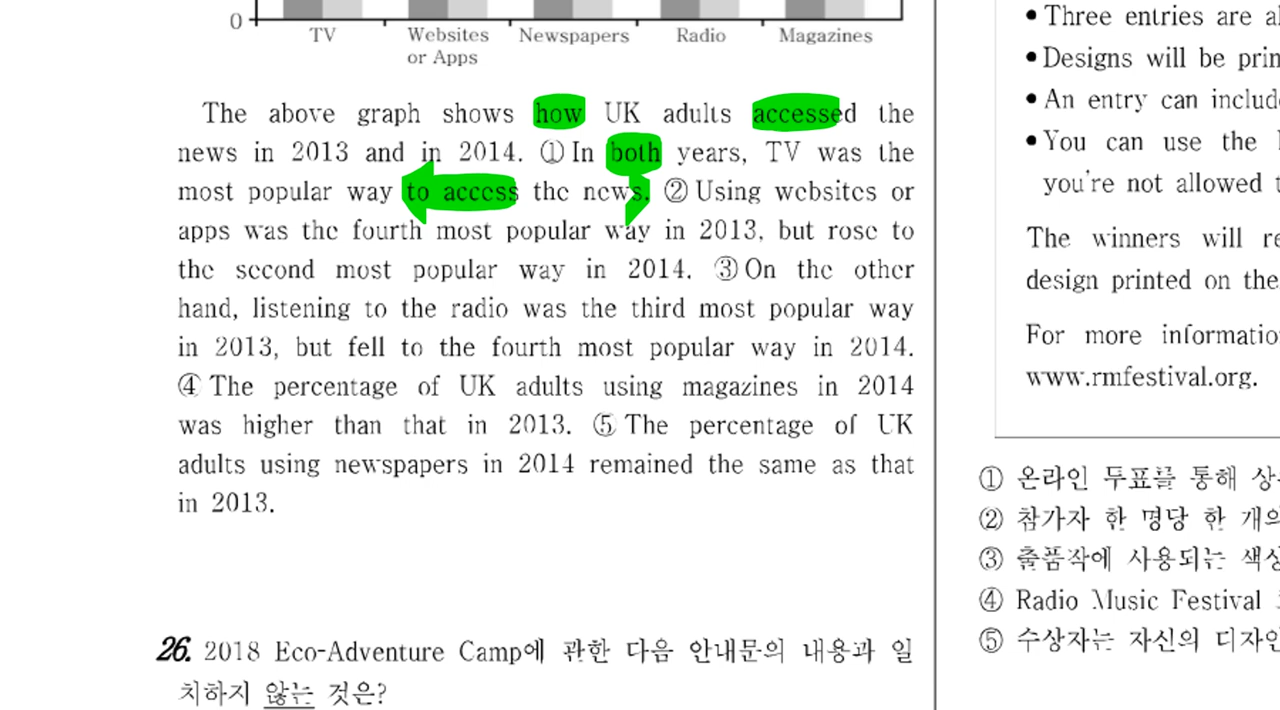 0
TV
Websites
or Apps
Newspapers
Radio
Magazines
The above graph shows how UK adults accessed the
news in 2013 and in 2014. ① In both years, TV was the
most popular way to access the news. ② Using websites or
apps was the fourth most popular way in 2013, but rose to
the second most popular way in 2014. ③ On the other
hand, listening to the radio was the third most popular way
in 2013, but fell to the fourth most popular way in 2014.
④ The percentage of UK adults using magazines in 2014
was higher than that in 2013. ⑤ The percentage of UK
adults using newspapers in 2014 remained the same as that
in 2013.
26. 2018 Eco-Adventure Camp에 관한 다음 안내문의 내용과 일
치하지 않는 것은?
• Three entries are
• Designs will be
• An entry can
• You can use the
you're not allowed
The winners will
design printed on the
For more
www.rmfestival.org.
① 온라인 투표를 통해
② 참가자 한 명당 한
③ 출품작에 사용되는
④ Radio Music Festival
⑤ 수상자는 자신의